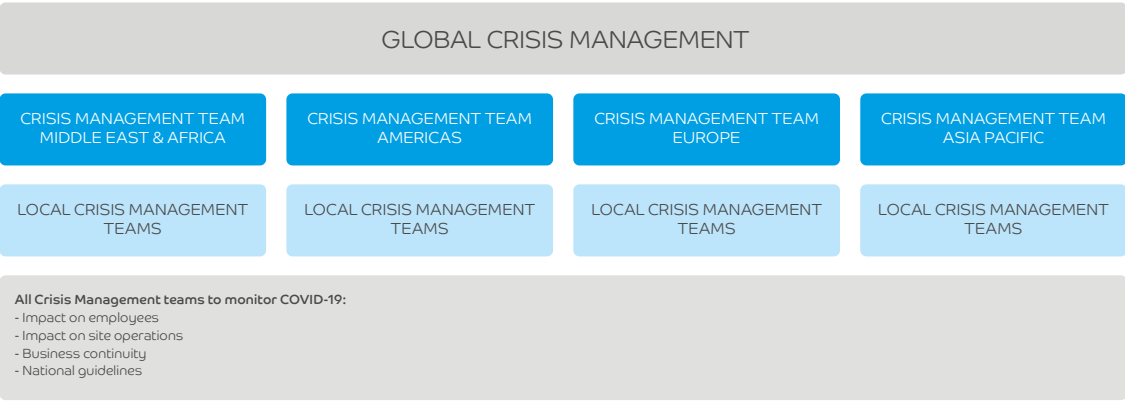 GLOBAL CRISIS MANAGEMENT
CRISIS MANAGEMENT TEAM
MIDDLE EAST & AFRICA
CRISIS MANAGEMENT TEAM
AMERICAS
CRISIS MANAGEMENT TEAM
EUROPE
CRISIS MANAGEMENT TEAM
ASIA PACIFIC
LOCAL CRISIS MANAGEMENT
TEAMS
LOCAL CRISIS MANAGEMENT
TEAMS
LOCAL CRISIS MANAGEMENT
TEAMS
LOCAL CRISIS MANAGEMENT
TEAMS
All Crisis Management teams to monitor COVID-19:
- Impact on employees
- Impact on site operations
- Business continuity
- National guidelines